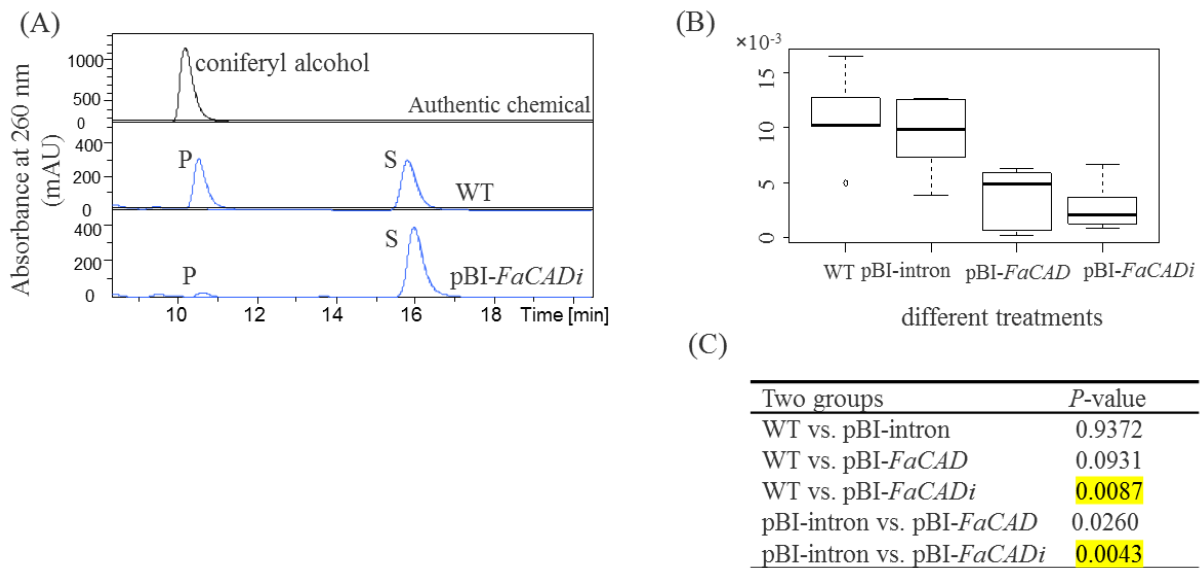 (A)
Absorbance at 260 nm
(mAU)
1000
500
0
coniferyl alcohol
Authentic chemical
400
200
0
P
S
WT
400
200
0
P
S
pBI-FaCADi
10 12 14 16 18 Time [min]
(B)
×10-3
15
10
5
0
WT pBI-intron pBI-FaCAD pBI-FaCADi
different treatments
(C)
Two groups P-value
WT vs. pBI-intron 0.9372
WT vs. pBI-FaCAD 0.0931
WT vs. pBI-FaCADi 0.0087
pBI-intron vs. pBI-FaCAD 0.0260
pBI-intron vs. pBI-FaCADi 0.0043